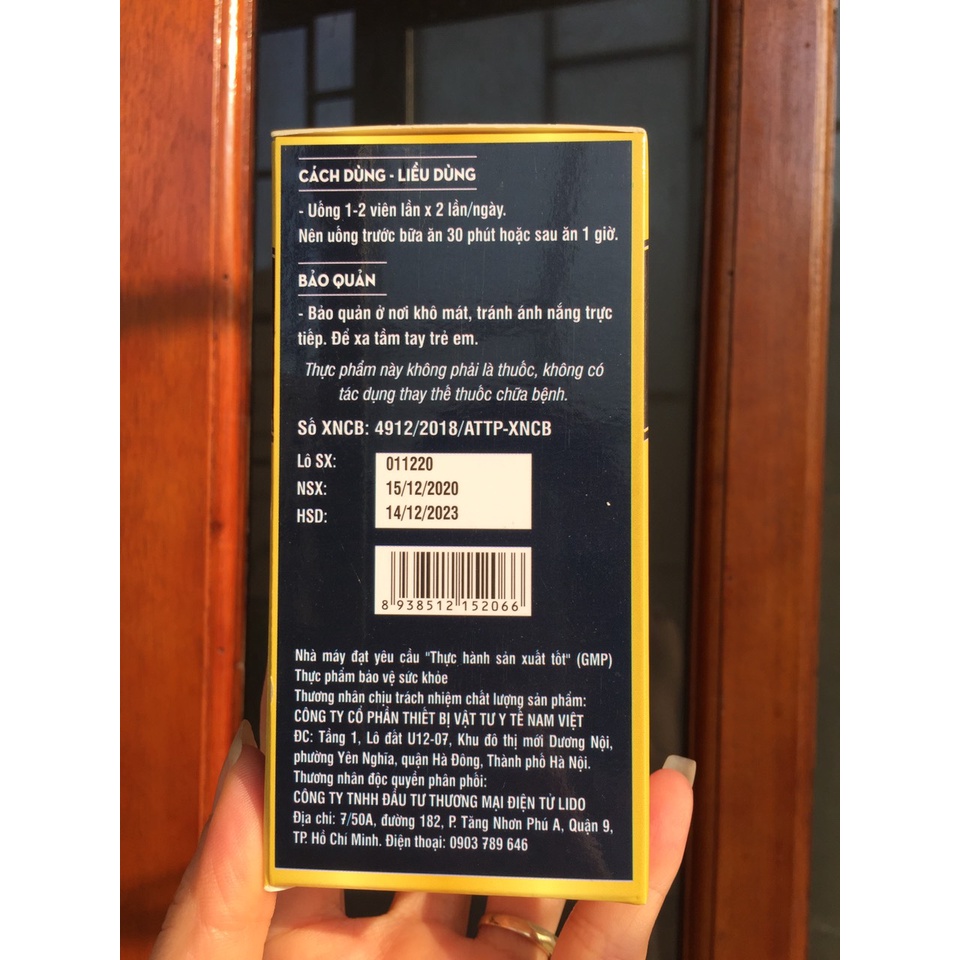 CÁCH DÙNG - LIỀU DÙNG
- Uống 1-2 viên lần x 2 lần/ngày.
Nên uống trước bữa ăn 30 phút hoặc sau ăn 1 giờ.
BẢO QUẢN
- Bảo quản ở nơi khô mát, tránh ánh nắng trực
tiếp. Để xa tầm tay trẻ em.
Thực phẩm này không phải là thuốc, không có
tác dụng thay thế thuốc chữa bệnh.
Số XNCB: 4912/2018/ATTP-XNCB
Lô SX: 011220
NSX: 15/12/2020
HSD: 14/12/2023
8 938512 152066
Nhà máy đạt yêu cầu "Thực hành sản xuất tốt" (GMP)
Thực phẩm bảo vệ sức khỏe
Thương nhân chịu trách nhiệm chất lượng sản phẩm:
CÔNG TY CỔ PHẦN THIẾT BỊ VẬT TƯ Y TẾ NAM VIỆT
ĐC: Tầng 1, Lô đất U12-07, Khu đô thị mới Dương Nội,
phường Yên Nghĩa, quận Hà Đông, Thành phố Hà Nội.
Thương nhân độc quyền phân phối:
CÔNG TY TNHH ĐẦU TƯ THƯƠNG MẠI ĐIỆN TỬ LIDO
Địa chỉ: 7/50A, đường 182, P. Tăng Nhơn Phú A, Quận 9,
TP. Hồ Chí Minh. Điện thoại: 0903 789 646